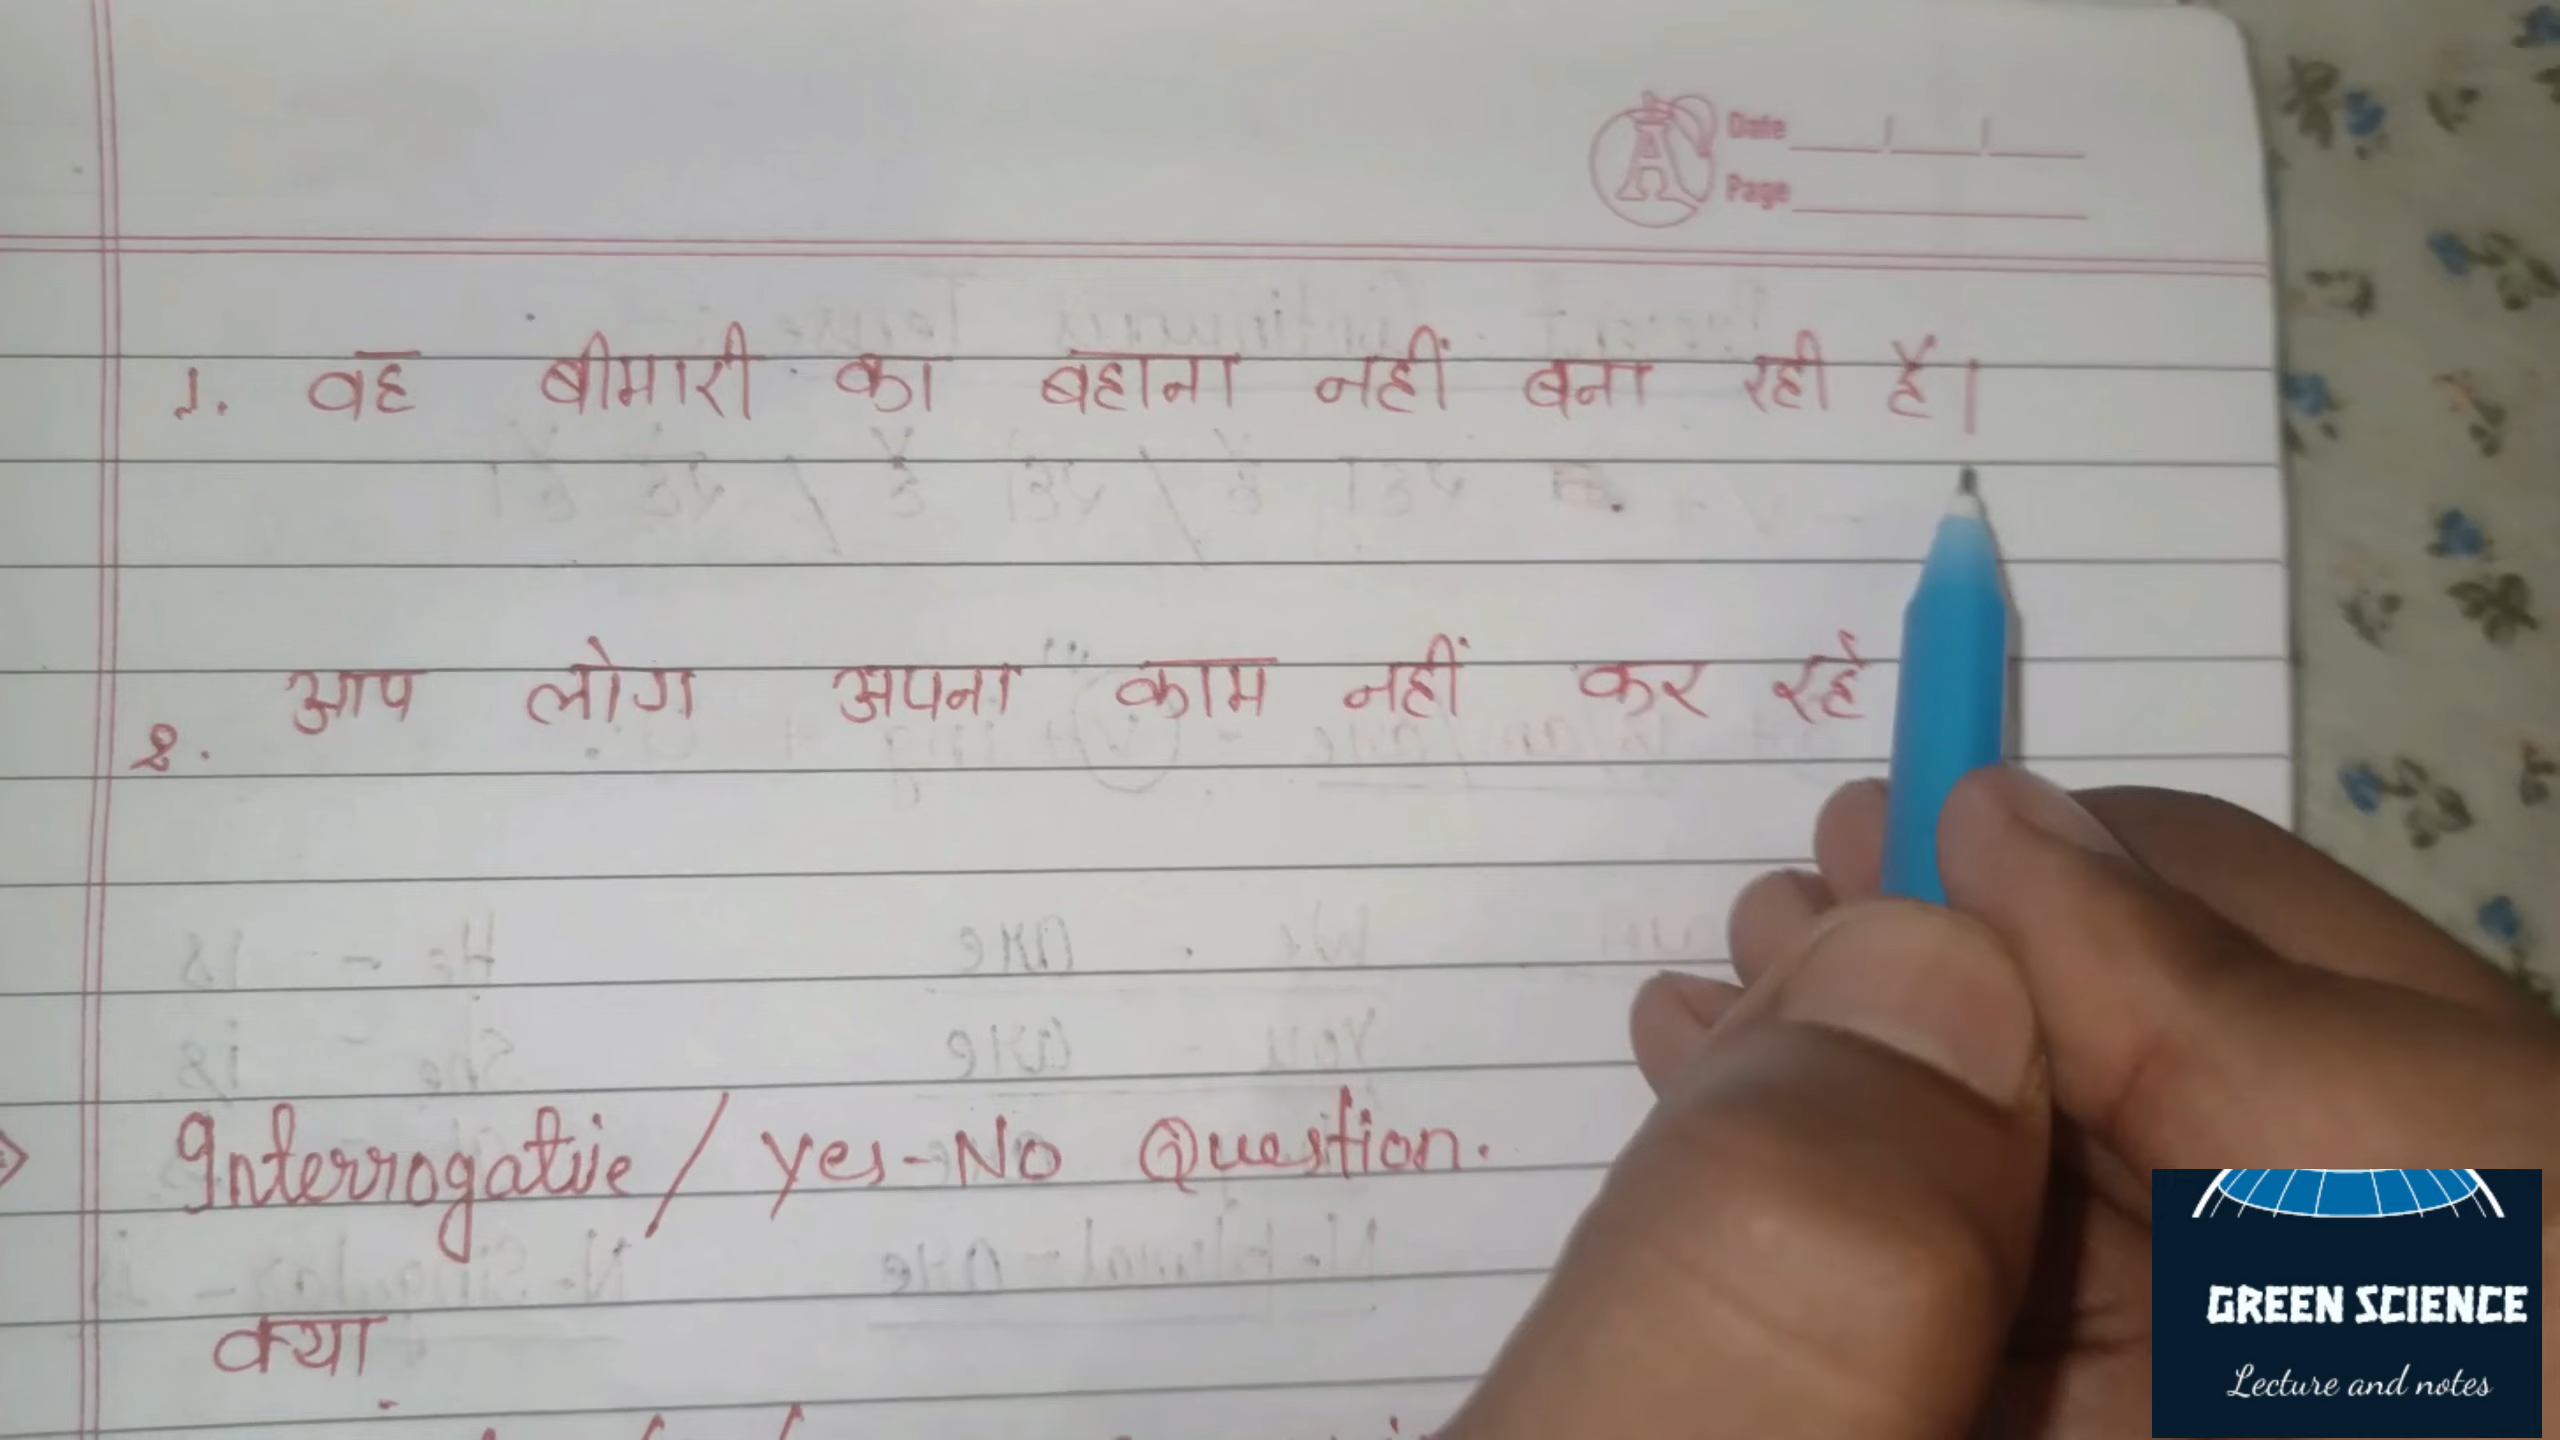 Date
Page
1. वह बीमारी का बहाना नहीं बना रही है।
2. आप लोग अपना काम नहीं कर रहे
Interrogative / Yes-No Question.
क्या
GREEN SCIENCE
Lecture and notes